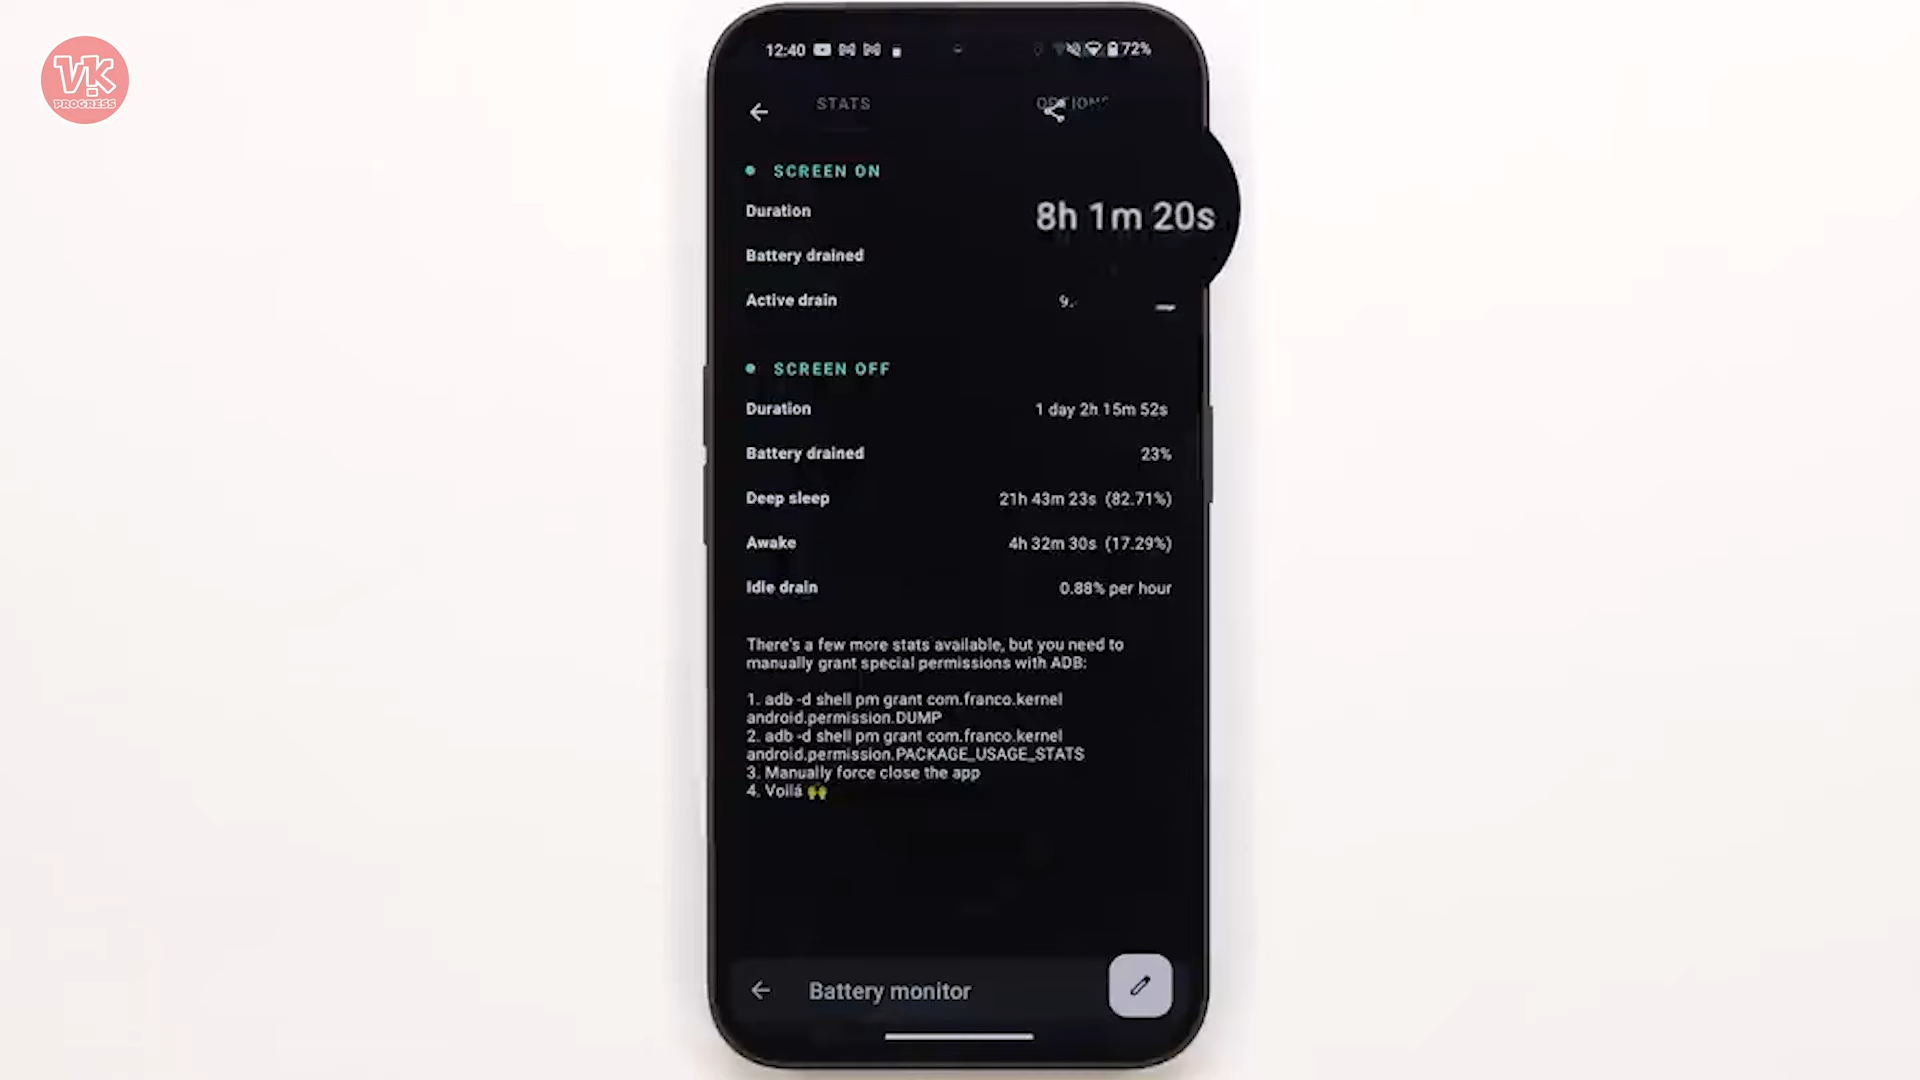 VK
PROGRESS
12:40 72%
STATS OPTIONS
SCREEN ON
Duration 8h 1m 20s
Battery drained
Active drain 9.
SCREEN OFF
Duration 1 day 2h 15m 52s
Battery drained 23%
Deep sleep 21h 43m 23s (82.71%)
Awake 4h 32m 30s (17.29%)
Idle drain 0.88% per hour
There's a few more stats available, but you need to
manually grant special permissions with ADB:
1. adb -d shell pm grant com.franco.kernel
android.permission.DUMP
2. adb -d shell pm grant com.franco.kernel
android.permission.PACKAGE_USAGE_STATS
3. Manually force close the app
4. Voilá 🙌
Battery monitor